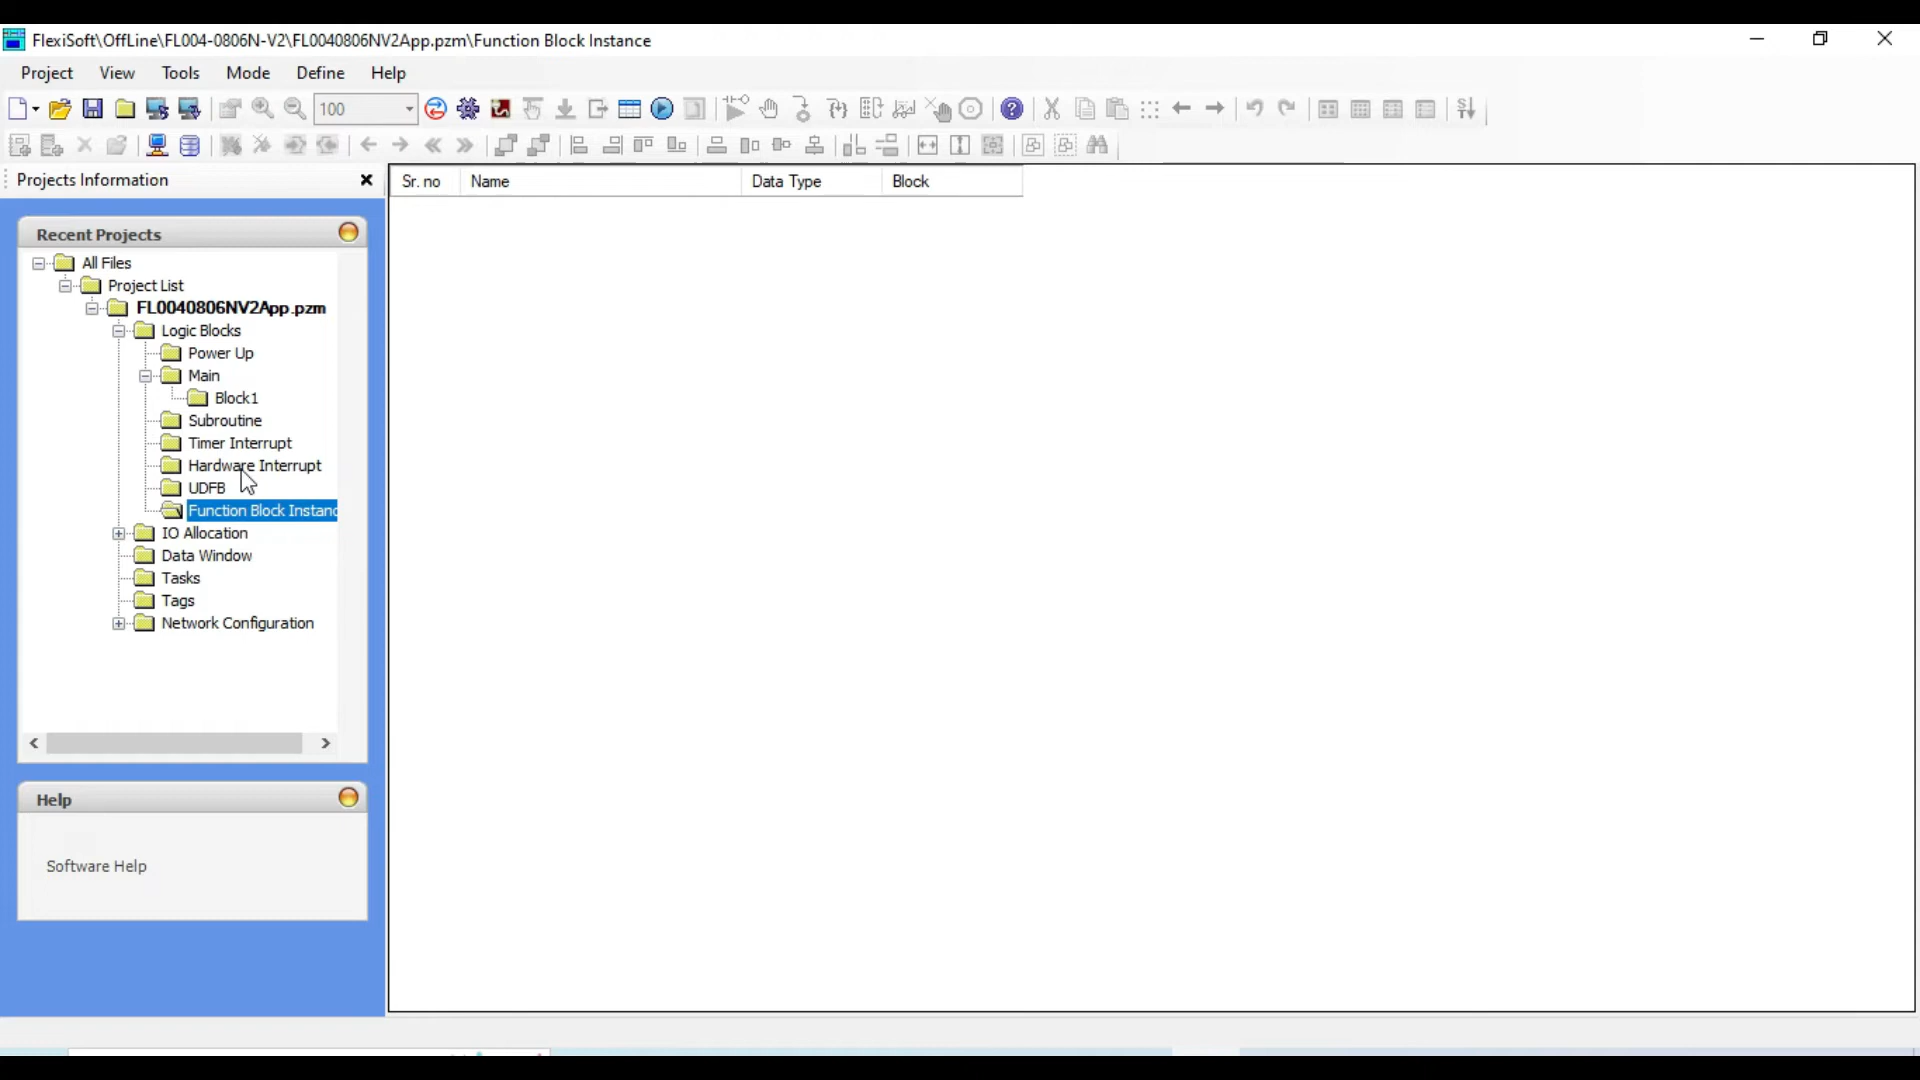 FlexiSoft\OffLine\FL004-0806N-V2\FL0040806NV2App.pzm\Function Block Instance
Project View Tools Mode Define Help
100
Projects Information
Sr. no Name Data Type Block
Recent Projects
All Files
Project List
FL0040806NV2App.pzm
Logic Blocks
Power Up
Main
Block1
Subroutine
Timer Interrupt
Hardware Interrupt
UDFB
Function Block Instanc
IO Allocation
Data Window
Tasks
Tags
Network Configuration
Help
Software Help